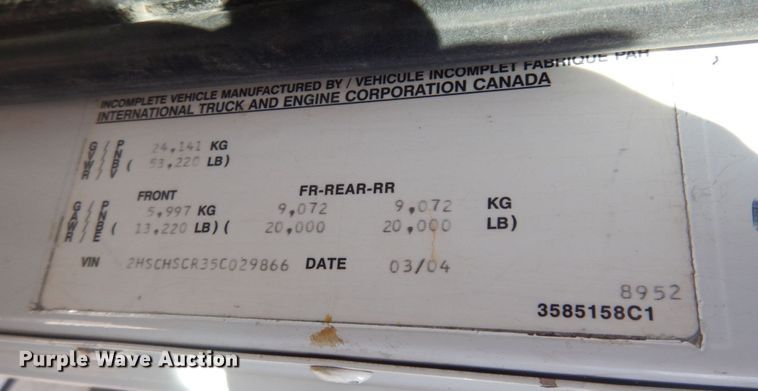 INCOMPLETE VEHICLE MANUFACTURED BY / VEHICULE INCOMPLET FABRIQUE PAR
INTERNATIONAL TRUCK AND ENGINE CORPORATION CANADA
G / P 24,141 KG
V / N
W / B ( 53,220 LB)
R / V
FRONT FR-REAR-RR
G / P 5,997 KG 9,072 9,072 KG
A / N
W / B ( 13,220 LB) ( 20,000 20,000 LB)
R / E
VIN 2HSCHSCR35C029866 DATE 03/04
8952
3585158C1
Purple Wave Auction